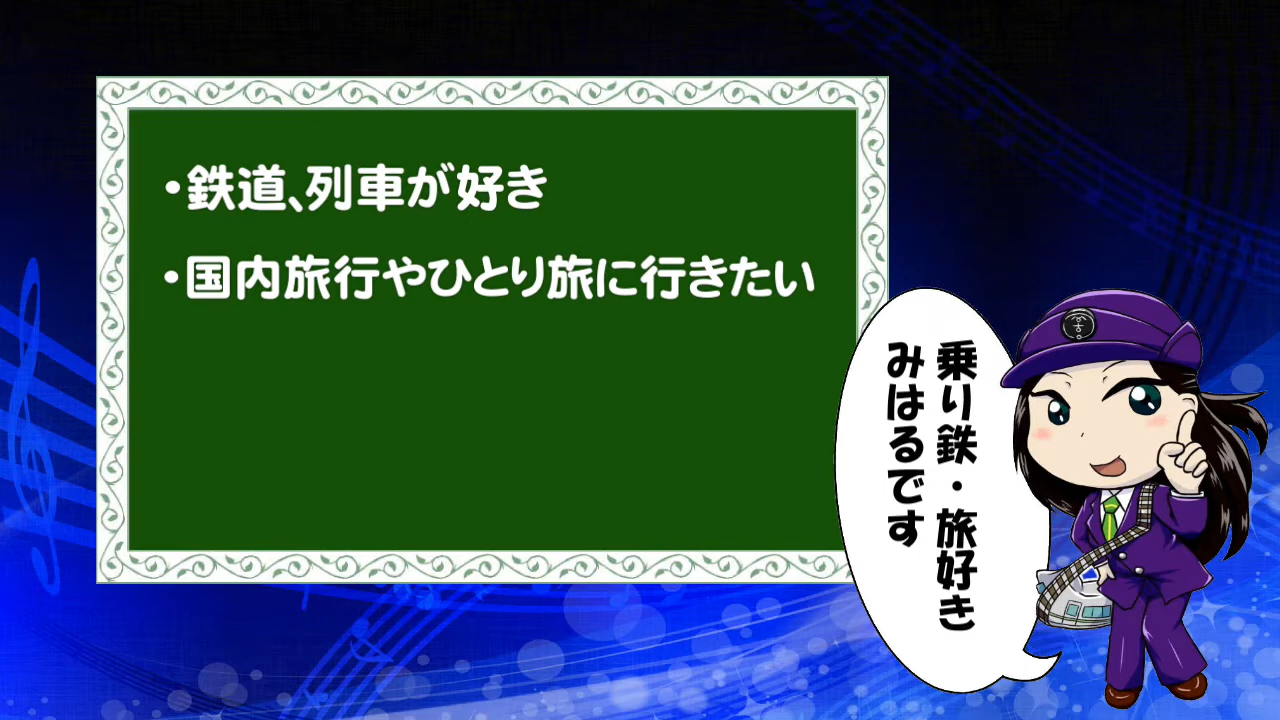 ・鉄道、列車が好き
・国内旅行やひとり旅に行きたい
乗り鉄・旅好き
みはるです